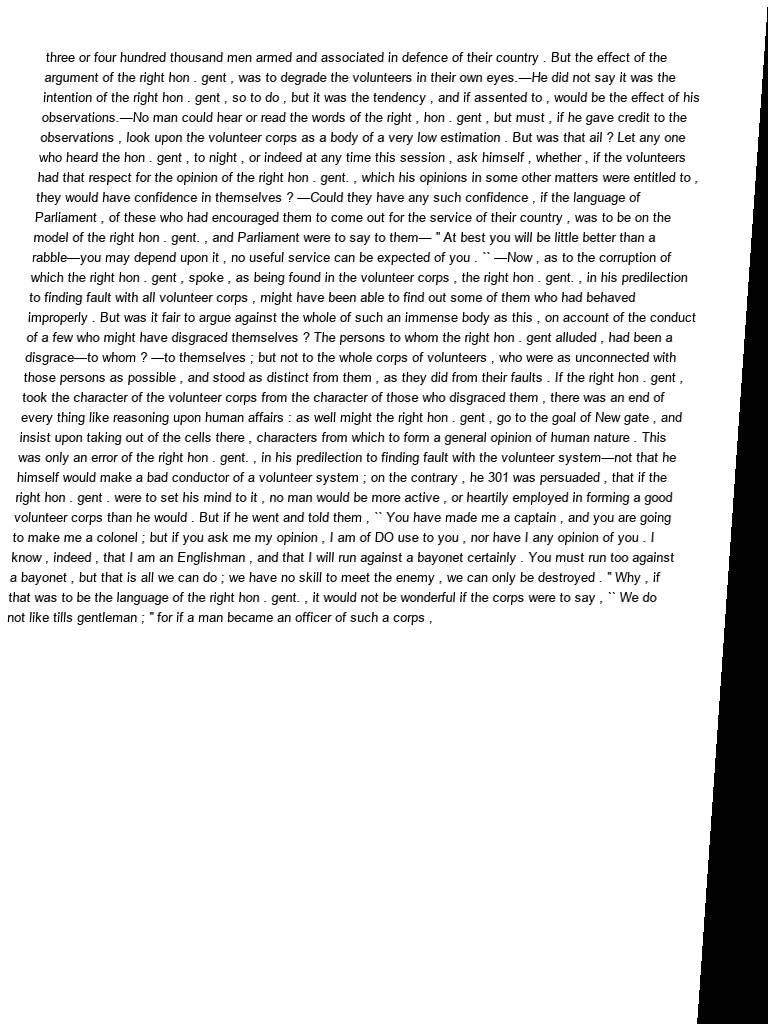 three or four hundred thousand men armed and associated in defence of their country . But the effect of the
argument of the right hon . gent , was to degrade the volunteers in their own eyes.—He did not say it was the
intention of the right hon . gent , so to do , but it was the tendency , and if assented to , would be the effect of his
observations.—No man could hear or read the words of the right , hon . gent , but must , if he gave credit to the
observations , look upon the volunteer corps as a body of a very low estimation . But was that ail ? Let any one
who heard the hon . gent , to night , or indeed at any time this session , ask himself , whether , if the volunteers
had that respect for the opinion of the right hon . gent. , which his opinions in some other matters were entitled to ,
they would have confidence in themselves ? —Could they have any such confidence , if the language of
Parliament , of these who had encouraged them to come out for the service of their country , was to be on the
model of the right hon . gent. , and Parliament were to say to them— " At best you will be little better than a
rabble—you may depend upon it , no useful service can be expected of you . `` —Now , as to the corruption of
which the right hon . gent , spoke , as being found in the volunteer corps , the right hon . gent. , in his predilection
to finding fault with all volunteer corps , might have been able to find out some of them who had behaved
improperly . But was it fair to argue against the whole of such an immense body as this , on account of the conduct
of a few who might have disgraced themselves ? The persons to whom the right hon . gent alluded , had been a
disgrace—to whom ? —to themselves ; but not to the whole corps of volunteers , who were as unconnected with
those persons as possible , and stood as distinct from them , as they did from their faults . If the right hon . gent ,
took the character of the volunteer corps from the character of those who disgraced them , there was an end of
every thing like reasoning upon human affairs : as well might the right hon . gent , go to the goal of New gate , and
insist upon taking out of the cells there , characters from which to form a general opinion of human nature . This
was only an error of the right hon . gent. , in his predilection to finding fault with the volunteer system—not that he
himself would make a bad conductor of a volunteer system ; on the contrary , he 301 was persuaded , that if the
right hon . gent . were to set his mind to it , no man would be more active , or heartily employed in forming a good
volunteer corps than he would . But if he went and told them , `` You have made me a captain , and you are going
to make me a colonel ; but if you ask me my opinion , I am of DO use to you , nor have I any opinion of you . I
know , indeed , that I am an Englishman , and that I will run against a bayonet certainly . You must run too against
a bayonet , but that is all we can do ; we have no skill to meet the enemy , we can only be destroyed . " Why , if
that was to be the language of the right hon . gent. , it would not be wonderful if the corps were to say , `` We do
not like tills gentleman ; " for if a man became an officer of such a corps ,